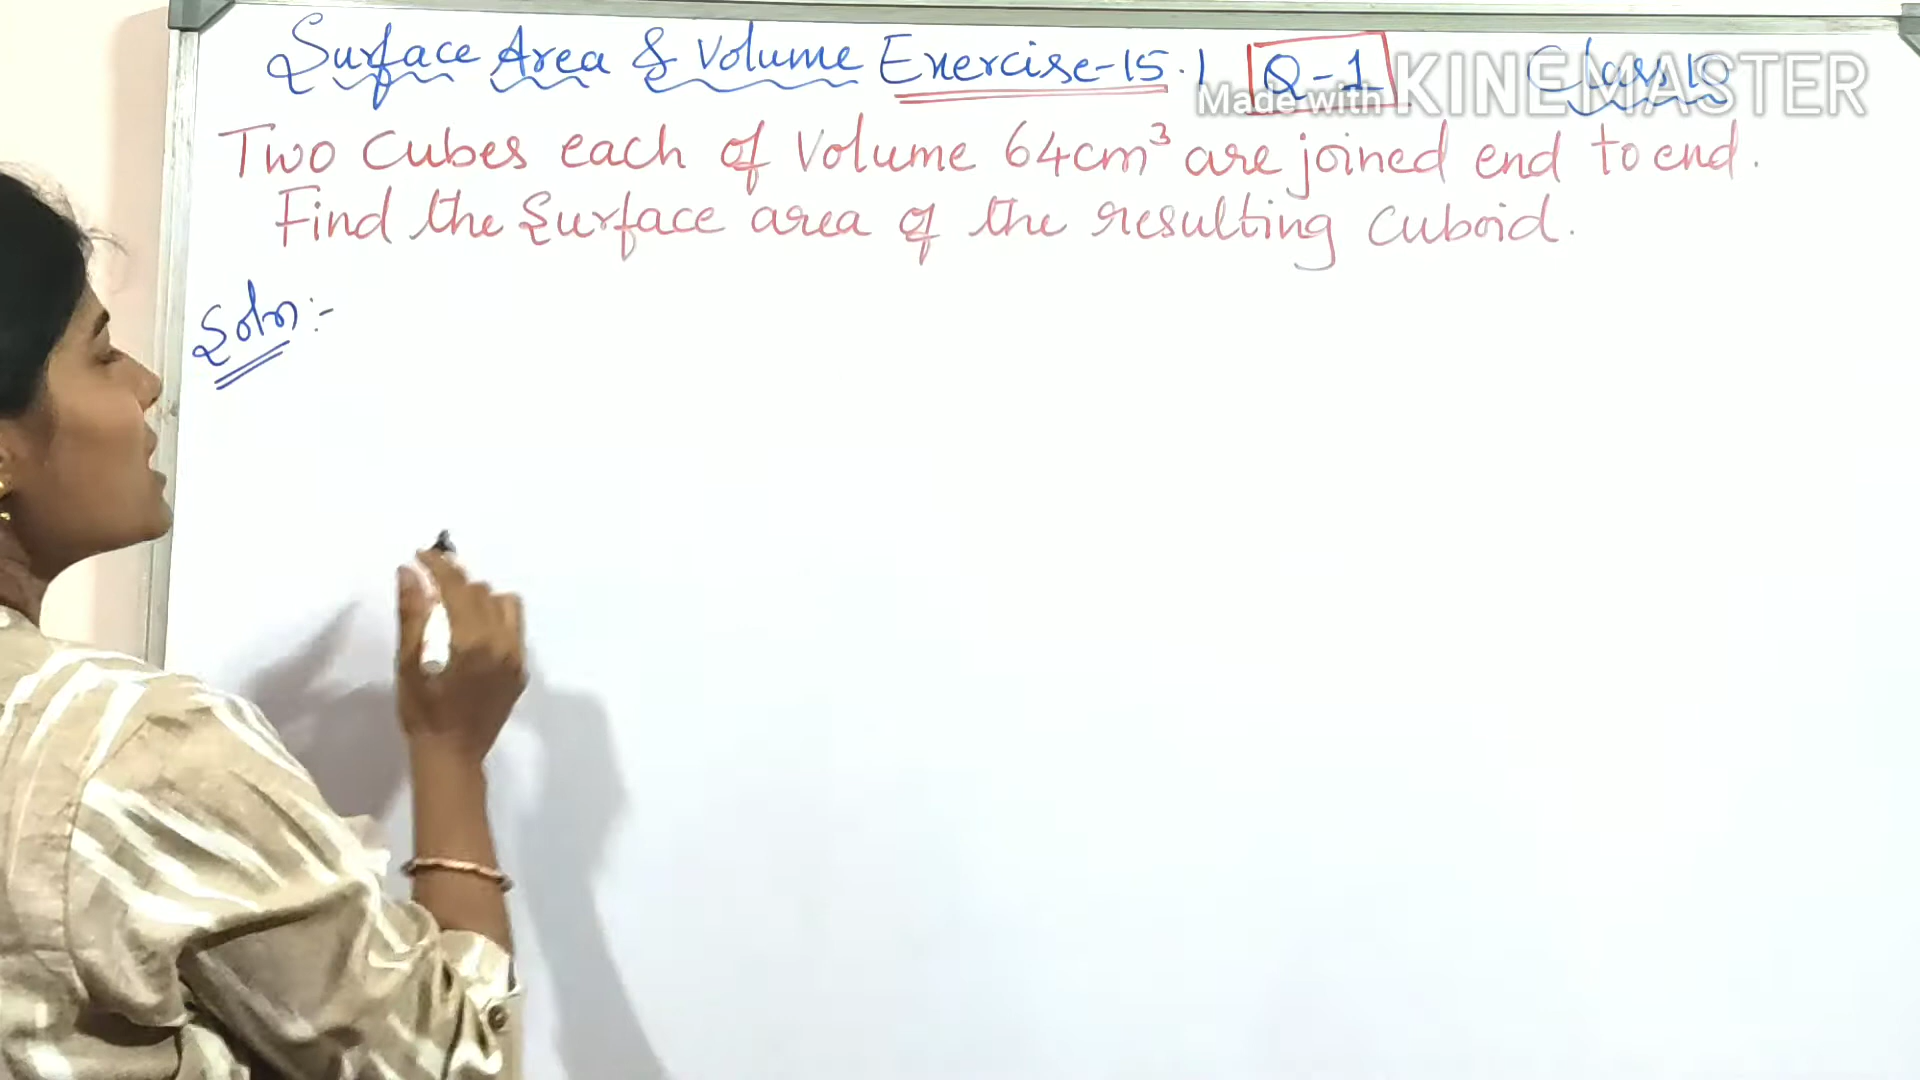 Surface Area & Volume Exercise-15.1 Q-1 Class 10
Made with KINEMASTER
Two Cubes each of Volume 64cm³ are joined end to end.
Find the Surface area of the resulting Cuboid.
Soln:-